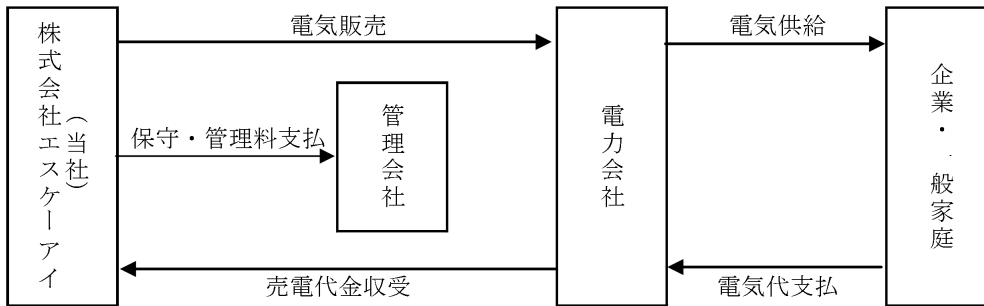 株式会社エスケーアイ
（当社）
電気販売
保守・管理料支払
管理会社
売電代金収受
電力会社
電気供給
電気代支払
企業・一般家庭